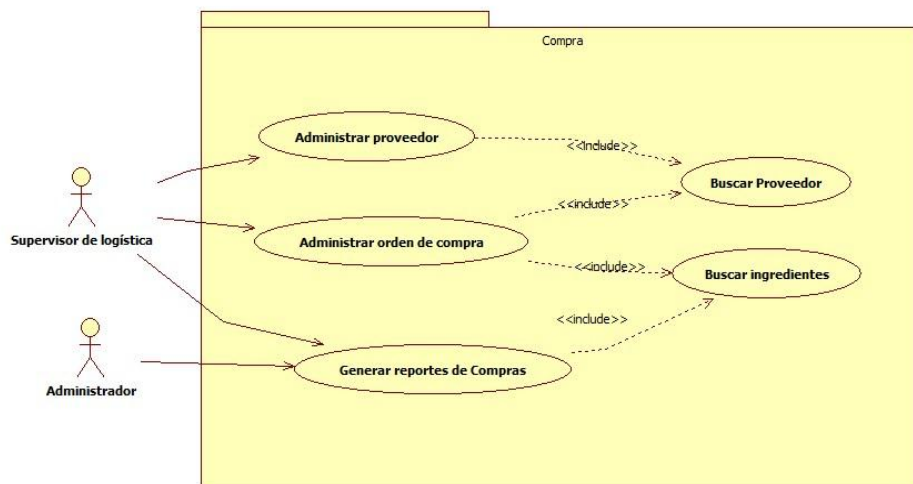 Compra
Administrar proveedor
<<include>>
Buscar Proveedor
<<include>>
Supervisor de logística
Administrar orden de compra
<<include>>
Buscar ingredientes
<<include>>
Generar reportes de Compras
Administrador